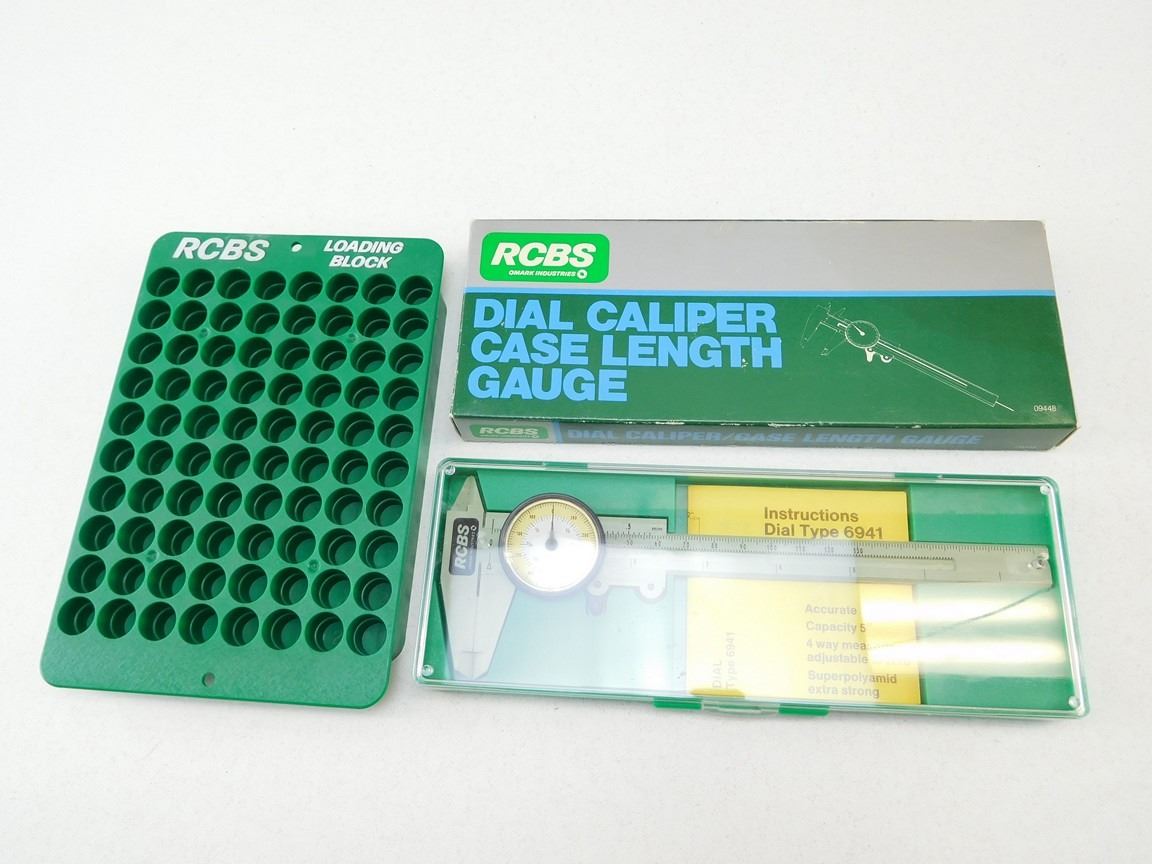 RCBS
LOADING
BLOCK
RCBS
OMARK INDUSTRIES
DIAL CALIPER
CASE LENGTH
GAUGE
09448
RCBS
DIAL CALIPER/CASE LENGTH GAUGE
RCBS
Instructions
Dial Type 6941
Accurate
Capacity
4 way
adjustable
Superpolyamid
extra strong
DIAL
Type 6941